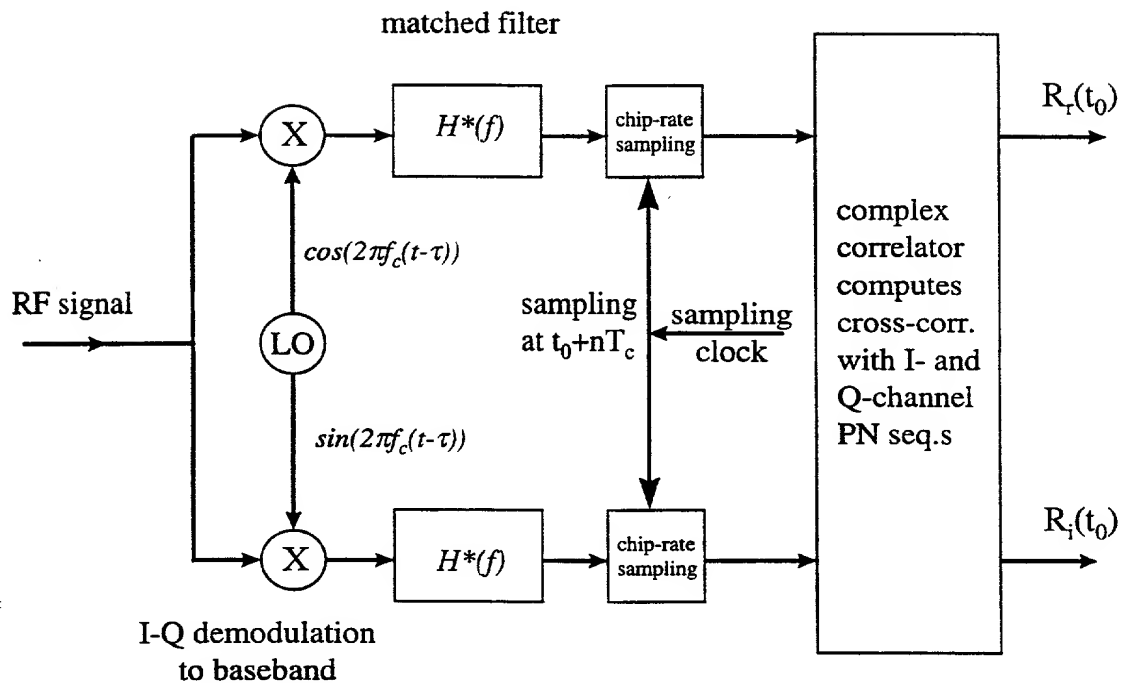 matched filter
X
H*(f)
chip-rate
sampling
R_r(t_0)
cos(2πf_c(t-τ))
RF signal
LO
sampling
at t_0+nT_c
sampling
clock
complex
correlator
computes
cross-corr.
with I- and
Q-channel
PN seq.s
sin(2πf_c(t-τ))
X
H*(f)
chip-rate
sampling
R_i(t_0)
I-Q demodulation
to baseband